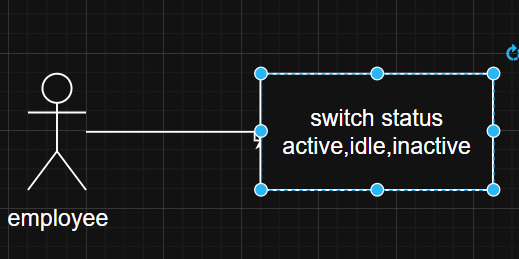 switch status
active,idle,inactive
employee